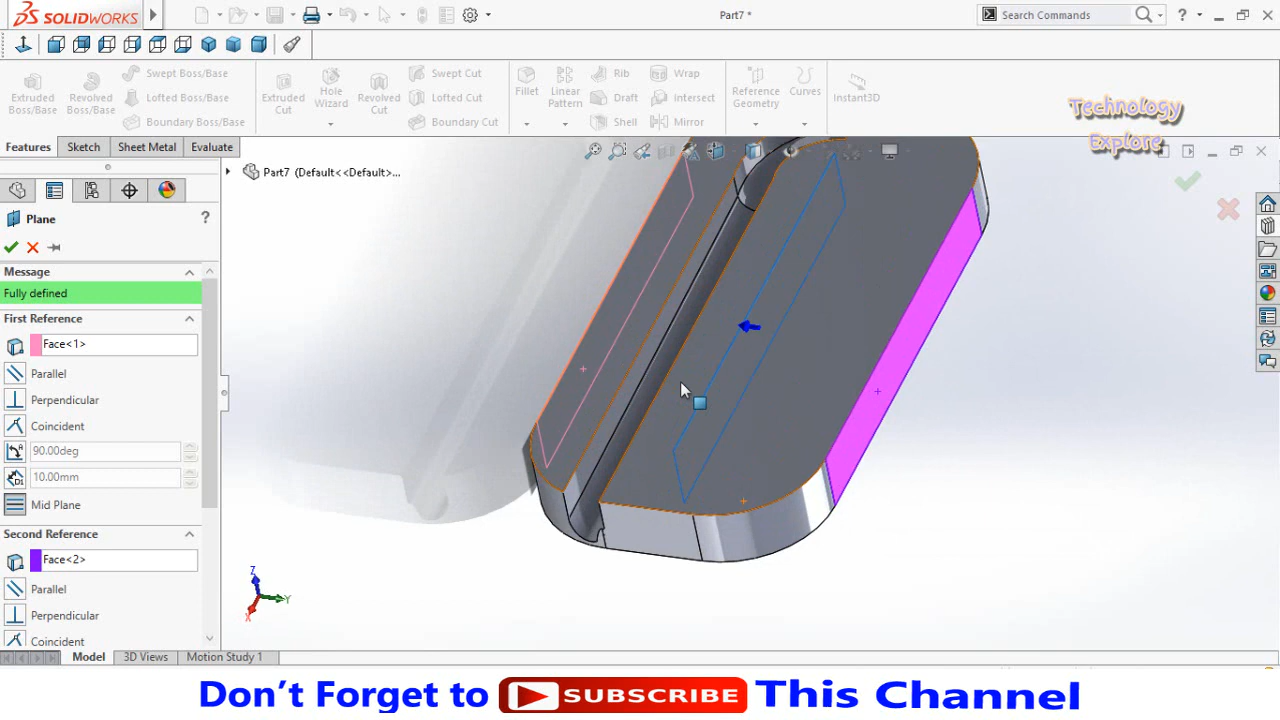 SOLIDWORKS
Part7 *
Search Commands
?
Extruded Boss/Base
Revolved Boss/Base
Swept Boss/Base
Lofted Boss/Base
Boundary Boss/Base
Extruded Cut
Hole Wizard
Revolved Cut
Swept Cut
Lofted Cut
Boundary Cut
Fillet
Linear Pattern
Rib
Draft
Shell
Wrap
Intersect
Mirror
Reference Geometry
Curves
Instant3D
Technology
Explore
Features
Sketch
Sheet Metal
Evaluate
Part7 (Default<<Default>...
Plane
?
Message
Fully defined
First Reference
Face<1>
Parallel
Perpendicular
Coincident
90.00deg
10.00mm
Mid Plane
Second Reference
Face<2>
Parallel
Perpendicular
Coincident
Z
Y
X
Model
3D Views
Motion Study 1
Don't Forget to SUBSCRIBE This Channel